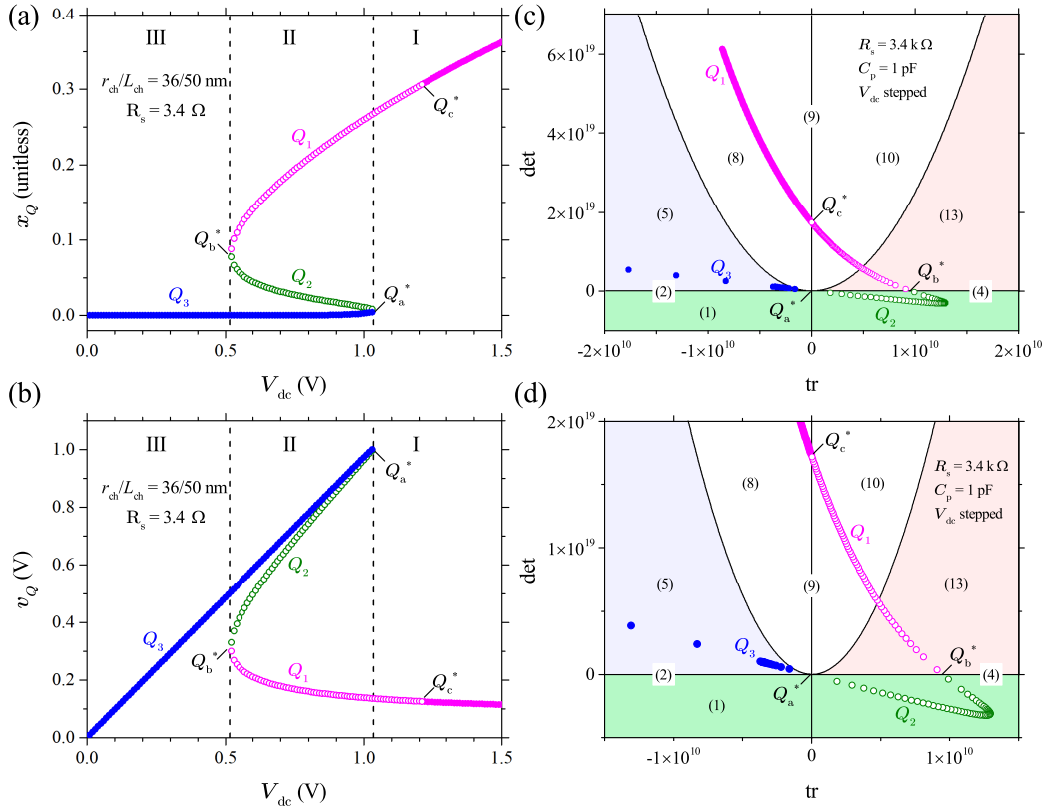 (a)
0.4
0.3
0.2
0.1
0.0
x_Q (unitless)
III
II
I
r_ch/L_ch = 36/50 nm
R_s = 3.4 Ω
Q_c*
Q_1
Q_b*
Q_2
Q_a*
Q_3
0.0
0.5
1.0
1.5
V_dc (V)
(b)
1.0
0.8
0.6
0.4
0.2
0.0
v_Q (V)
III
II
I
Q_a*
r_ch/L_ch = 36/50 nm
R_s = 3.4 Ω
Q_2
Q_3
Q_b*
Q_1
Q_c*
0.0
0.5
1.0
1.5
V_dc (V)
(c)
6×10^19
4×10^19
2×10^19
0
det
Q_1
R_s = 3.4 k Ω
C_p = 1 pF
V_dc stepped
(9)
(8)
(10)
(5)
Q_c*
(13)
Q_3
Q_b*
(2)
(4)
(1)
Q_a*
Q_2
-2×10^10
-1×10^10
0
1×10^10
2×10^10
tr
(d)
2×10^19
1×10^19
0
det
Q_c*
R_s = 3.4 k Ω
C_p = 1 pF
V_dc stepped
(8)
(10)
Q_1
(5)
(9)
(13)
Q_3
Q_b*
(2)
(4)
(1)
Q_a*
Q_2
-1×10^10
0
1×10^10
tr